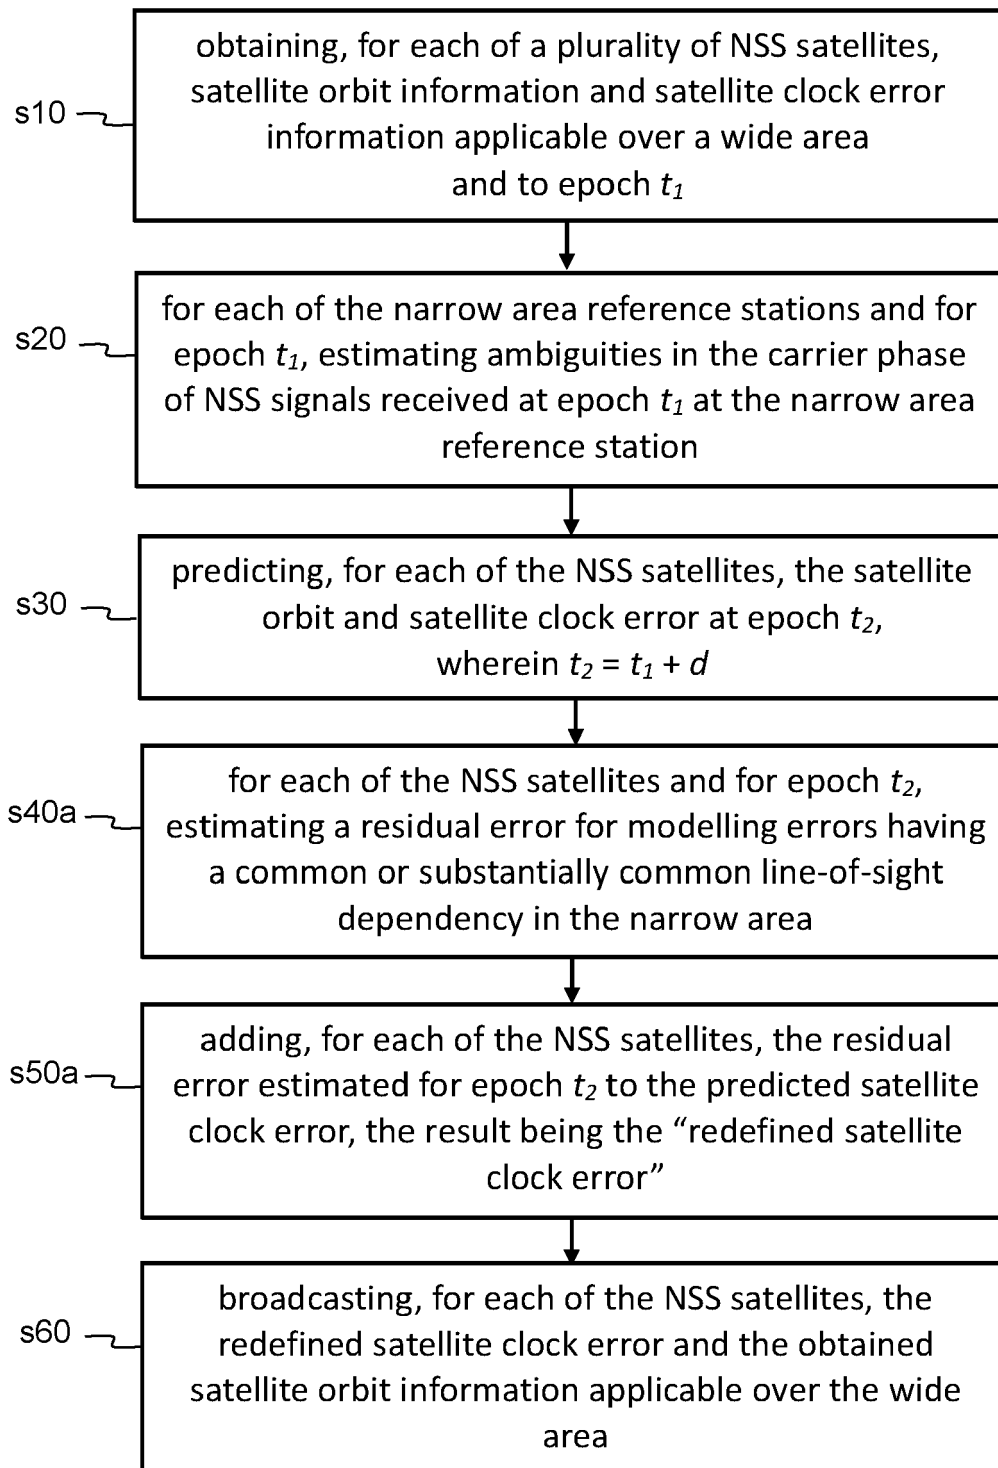 obtaining, for each of a plurality of NSS satellites,
satellite orbit information and satellite clock error
information applicable over a wide area
and to epoch t1
s10
for each of the narrow area reference stations and for
epoch t1, estimating ambiguities in the carrier phase
of NSS signals received at epoch t1 at the narrow area
reference station
s20
predicting, for each of the NSS satellites, the satellite
orbit and satellite clock error at epoch t2,
wherein t2 = t1 + d
s30
for each of the NSS satellites and for epoch t2,
estimating a residual error for modelling errors having
a common or substantially common line-of-sight
dependency in the narrow area
s40a
adding, for each of the NSS satellites, the residual
error estimated for epoch t2 to the predicted satellite
clock error, the result being the “redefined satellite
clock error”
s50a
broadcasting, for each of the NSS satellites, the
redefined satellite clock error and the obtained
satellite orbit information applicable over the wide
area
s60